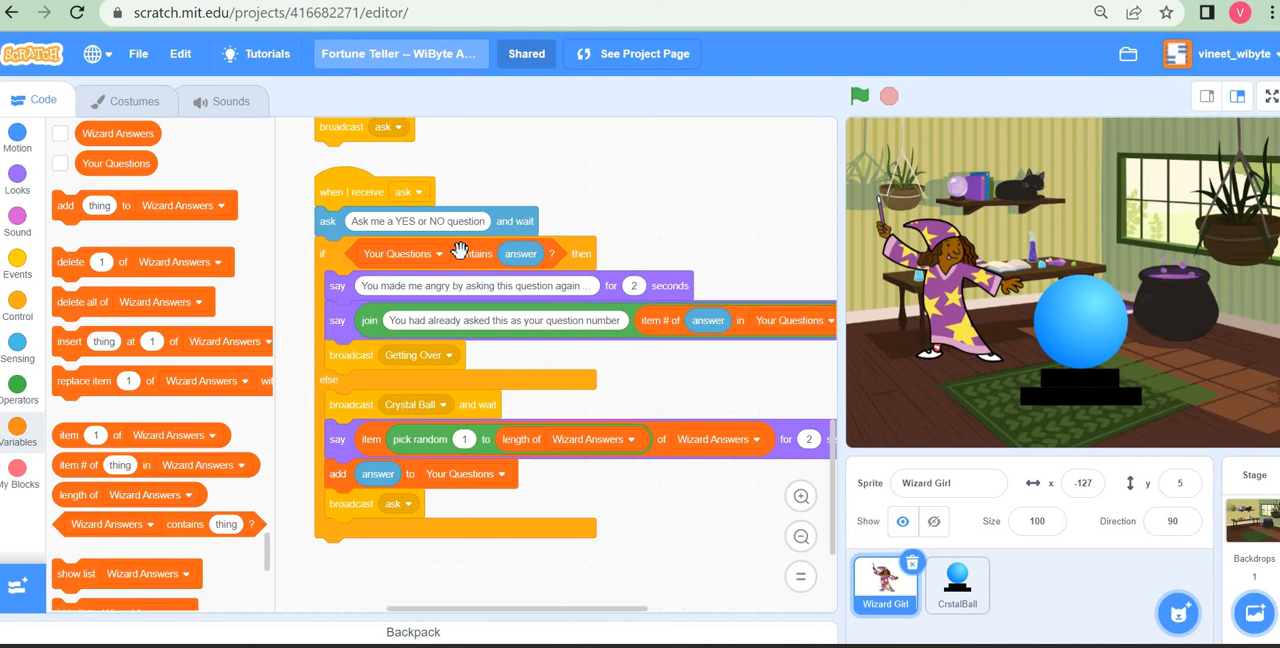 scratch.mit.edu/projects/416682271/editor/
V
SCRATCH File Edit Tutorials Fortune Teller -- WiByte A... Shared See Project Page vineet_wibyte
Code Costumes Sounds
Motion
Looks
Sound
Events
Control
Sensing
Operators
Variables
My Blocks
Wizard Answers
Your Questions
add thing to Wizard Answers
delete 1 of Wizard Answers
delete all of Wizard Answers
insert thing at 1 of Wizard Answers
replace item 1 of Wizard Answers
item 1 of Wizard Answers
item # of thing in Wizard Answers
length of Wizard Answers
Wizard Answers contains thing ?
show list Wizard Answers
broadcast ask
when I receive ask
ask Ask me a YES or NO question and wait
if Your Questions answer ? then
say You made me angry by asking this question again ... for 2 seconds
say join You had already asked this as your question number item # of answer in Your Questions
broadcast Getting Over
else
broadcast Crystal Ball and wait
say item pick random 1 to length of Wizard Answers of Wizard Answers for 2
add answer to Your Questions
broadcast ask
Backpack
Sprite Wizard Girl x -127 y 5
Show Size 100 Direction 90
Wizard Girl
CrstalBall
Stage
Backdrops
1